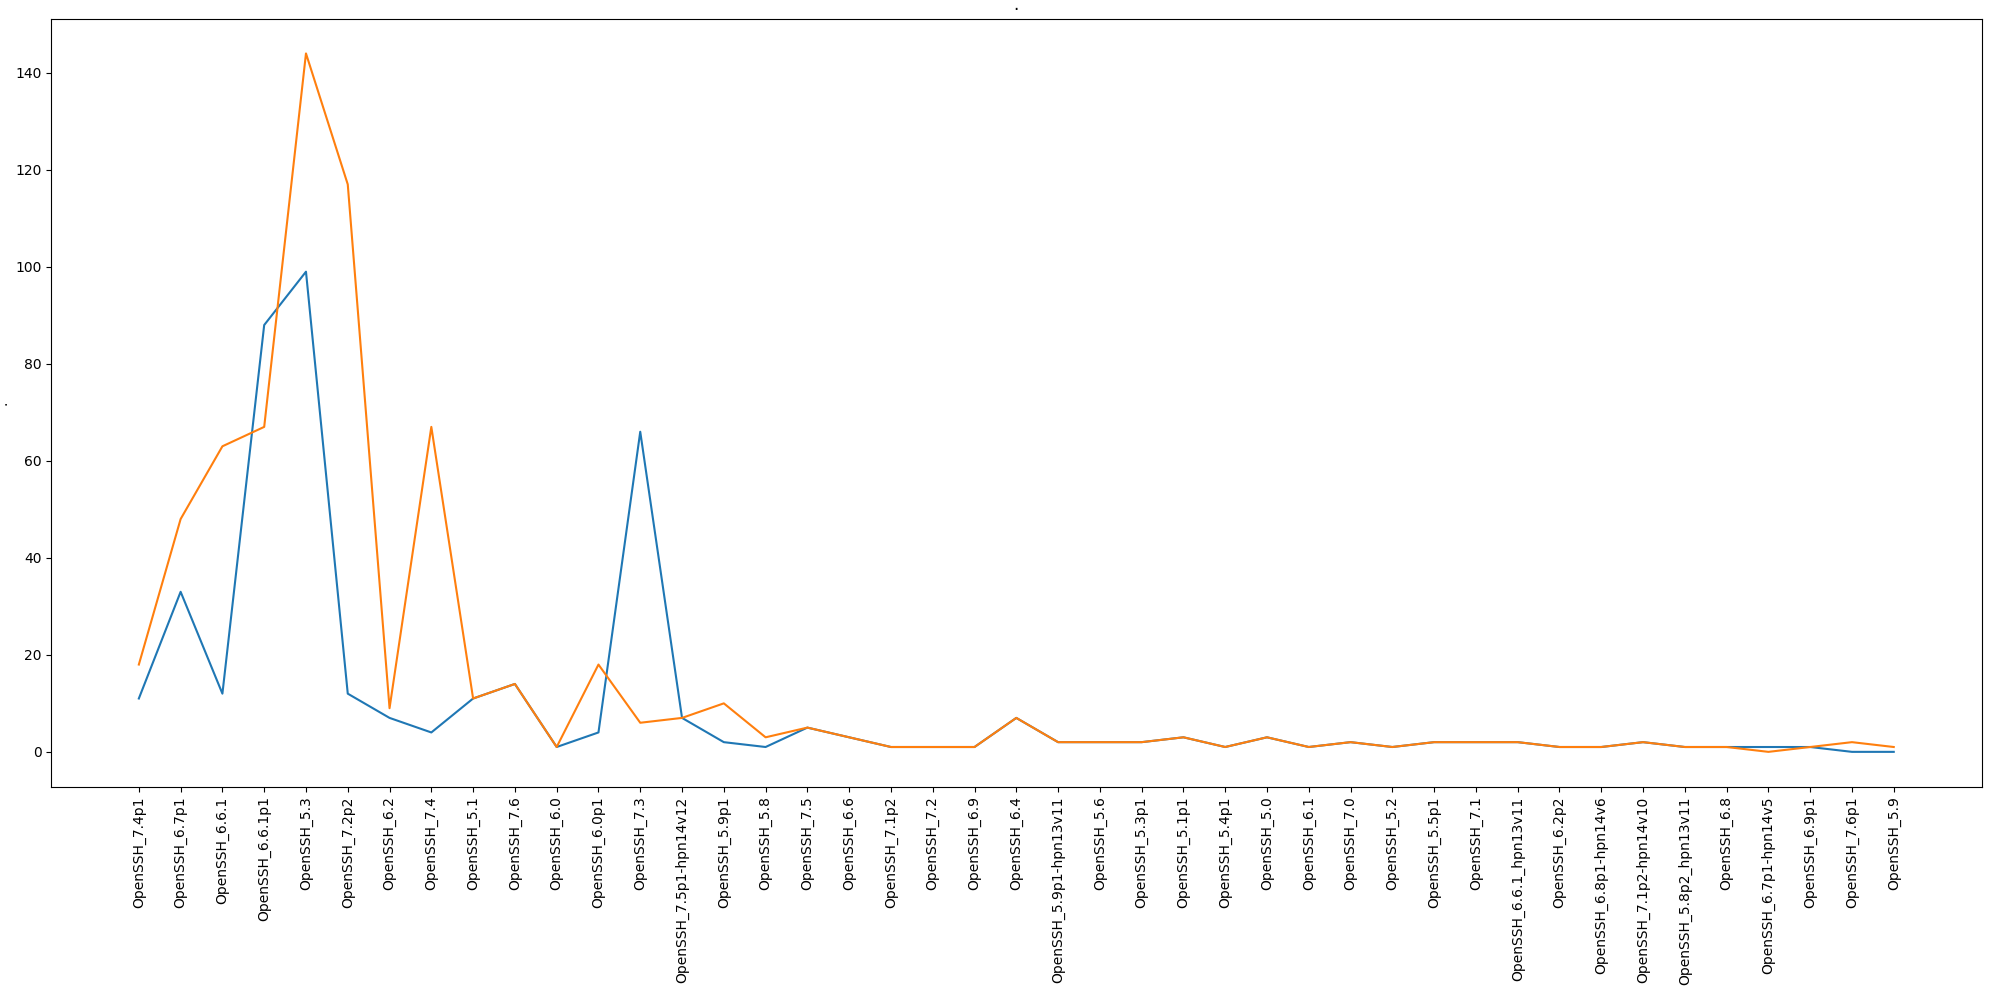 .
.
140
120
100
80
60
40
20
0
OpenSSH_7.4p1
OpenSSH_6.7p1
OpenSSH_6.6.1
OpenSSH_6.6.1p1
OpenSSH_5.3
OpenSSH_7.2p2
OpenSSH_6.2
OpenSSH_7.4
OpenSSH_5.1
OpenSSH_7.6
OpenSSH_6.0
OpenSSH_6.0p1
OpenSSH_7.3
OpenSSH_7.5p1-hpn14v12
OpenSSH_5.9p1
OpenSSH_5.8
OpenSSH_7.5
OpenSSH_6.6
OpenSSH_7.1p2
OpenSSH_7.2
OpenSSH_6.9
OpenSSH_6.4
OpenSSH_5.9p1-hpn13v11
OpenSSH_5.6
OpenSSH_5.3p1
OpenSSH_5.1p1
OpenSSH_5.4p1
OpenSSH_5.0
OpenSSH_6.1
OpenSSH_7.0
OpenSSH_5.2
OpenSSH_5.5p1
OpenSSH_7.1
OpenSSH_6.6.1_hpn13v11
OpenSSH_6.2p2
OpenSSH_6.8p1-hpn14v6
OpenSSH_7.1p2-hpn14v10
OpenSSH_5.8p2_hpn13v11
OpenSSH_6.8
OpenSSH_6.7p1-hpn14v5
OpenSSH_6.9p1
OpenSSH_7.6p1
OpenSSH_5.9